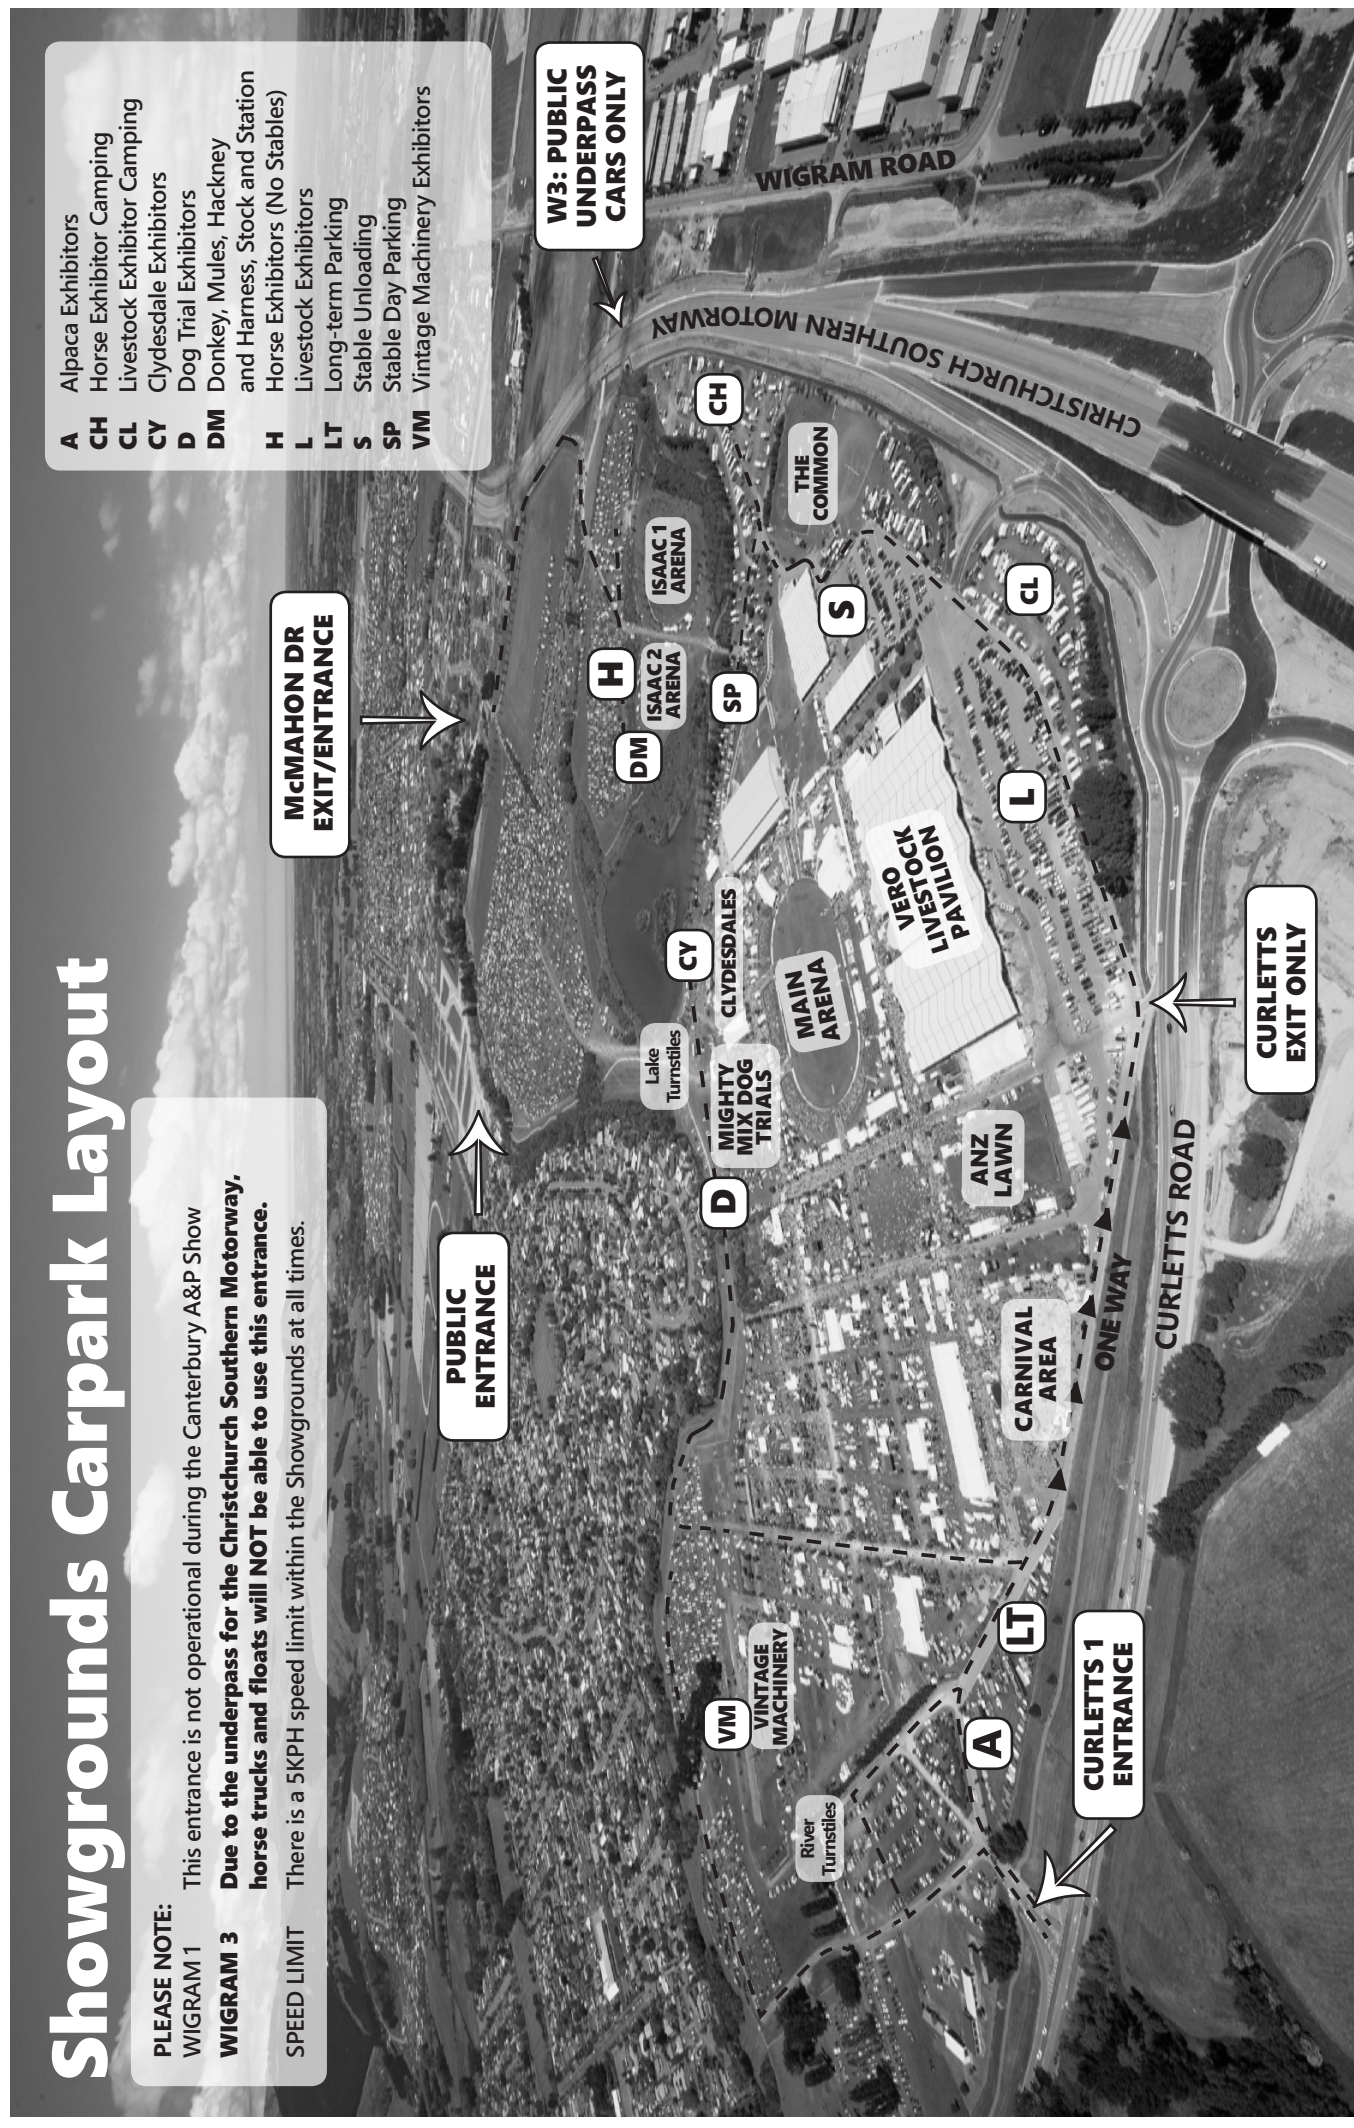 Showgrounds Carpark Layout
PLEASE NOTE:
WIGRAM 1 This entrance is not operational during the Canterbury A&P Show
WIGRAM 3 Due to the underpass for the Christchurch Southern Motorway,
horse trucks and floats will NOT be able to use this entrance.
SPEED LIMIT There is a 5KPH speed limit within the Showgrounds at all times.
A Alpaca Exhibitors
CH Horse Exhibitor Camping
CL Livestock Exhibitor Camping
CY Clydesdale Exhibitors
D Dog Trial Exhibitors
DM Donkey, Mules, Hackney
and Harness, Stock and Station
H Horse Exhibitors (No Stables)
L Livestock Exhibitors
LT Long-term Parking
S Stable Unloading
SP Stable Day Parking
VM Vintage Machinery Exhibitors
McMAHON DR
EXIT/ENTRANCE
PUBLIC
ENTRANCE
W3: PUBLIC
UNDERPASS
CARS ONLY
H
DM
ISAAC 2
ARENA
ISAAC 1
ARENA
Lake
Turnstiles
CY
SP
CH
VM
D
CLYDESDALES
MIGHTY
MIX DOG
TRIALS
VINTAGE
MACHINERY
River
Turnstiles
MAIN
ARENA
THE
COMMON
S
WIGRAM ROAD
CHRISTCHURCH SOUTHERN MOTORWAY
VERO
LIVESTOCK
PAVILION
A
LT
CARNIVAL
AREA
ANZ
LAWN
L
CL
ONE WAY
CURLETTS 1
ENTRANCE
CURLETTS ROAD
CURLETTS
EXIT ONLY